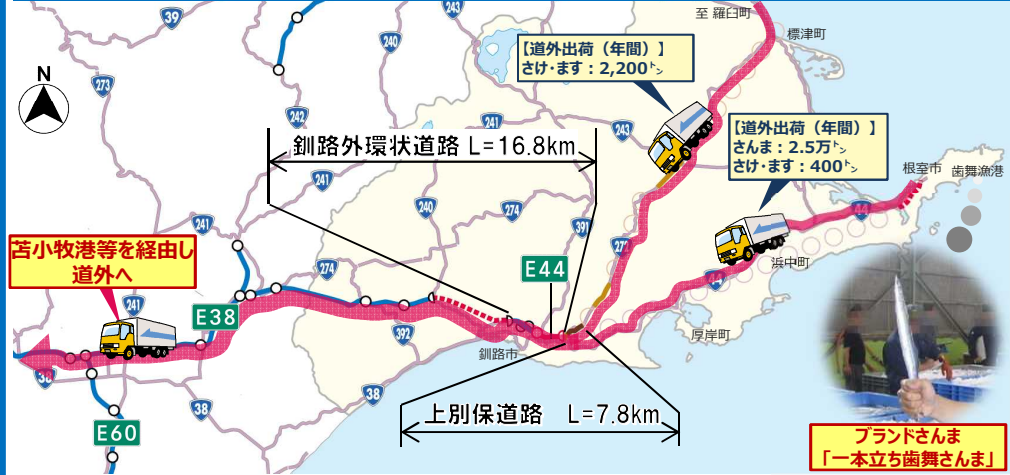 39
243
至 羅臼町
240
標津町
【道外出荷（年間）】
さけ・ます：2,200㌧
N
273
242
241
243
【道外出荷（年間）】
さんま：2.5万㌧
さけ・ます：400㌧
釧路外環状道路 L=16.8km
根室市
歯舞漁港
241
240
274
44
241
391
272
苫小牧港等を経由し
道外へ
274
E44
浜中町
44
241
E38
392
釧路市
厚岸町
38
38
38
上別保道路 L=7.8km
E60
ブランドさんま
「一本立ち歯舞さんま」